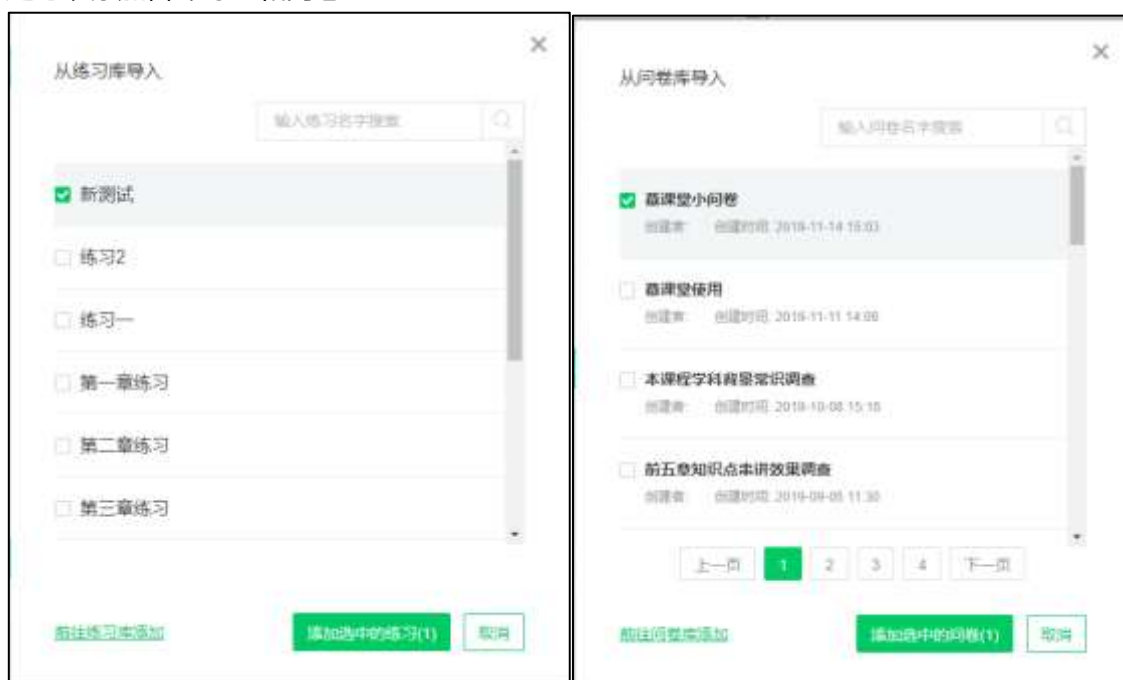 从练习库导入
输入练习名字搜索
新测试
练习2
练习一
第一章练习
第二章练习
第三章练习
前往练习库添加
添加选中的练习(1)
取消
从问卷库导入
输入问卷名字搜索
慕课堂小问卷
创建者: 创建时间: 2019-11-14 15:03
慕课堂使用
创建者: 创建时间: 2019-11-11 14:09
本课程学科背景常识调查
创建者: 创建时间: 2019-10-08 15:16
前五章知识点串讲效果调查
创建者: 创建时间: 2019-09-05 11:30
上一页 1 2 3 4 下一页
前往问卷库添加
添加选中的问卷(1)
取消